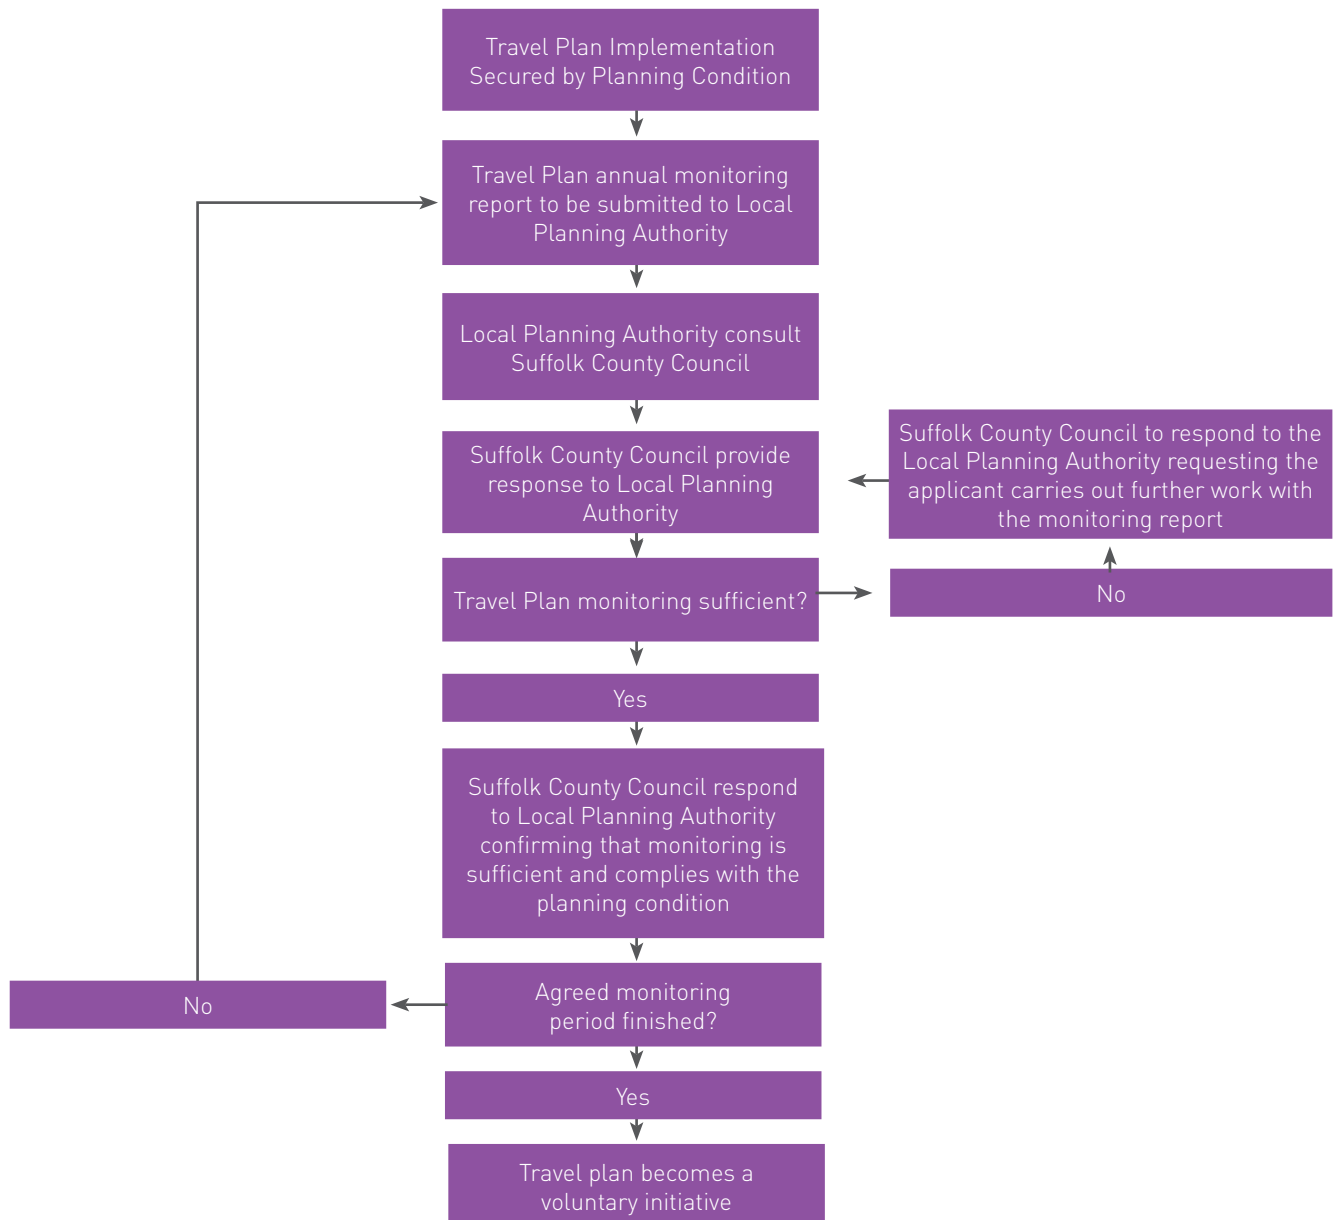 Travel Plan Implementation
Secured by Planning Condition
Travel Plan annual monitoring
report to be submitted to Local
Planning Authority
Local Planning Authority consult
Suffolk County Council
Suffolk County Council provide
response to Local Planning
Authority
Suffolk County Council to respond to the
Local Planning Authority requesting the
applicant carries out further work with
the monitoring report
Travel Plan monitoring sufficient?
No
Yes
Suffolk County Council respond
to Local Planning Authority
confirming that monitoring is
sufficient and complies with the
planning condition
Agreed monitoring
period finished?
No
Yes
Travel plan becomes a
voluntary initiative